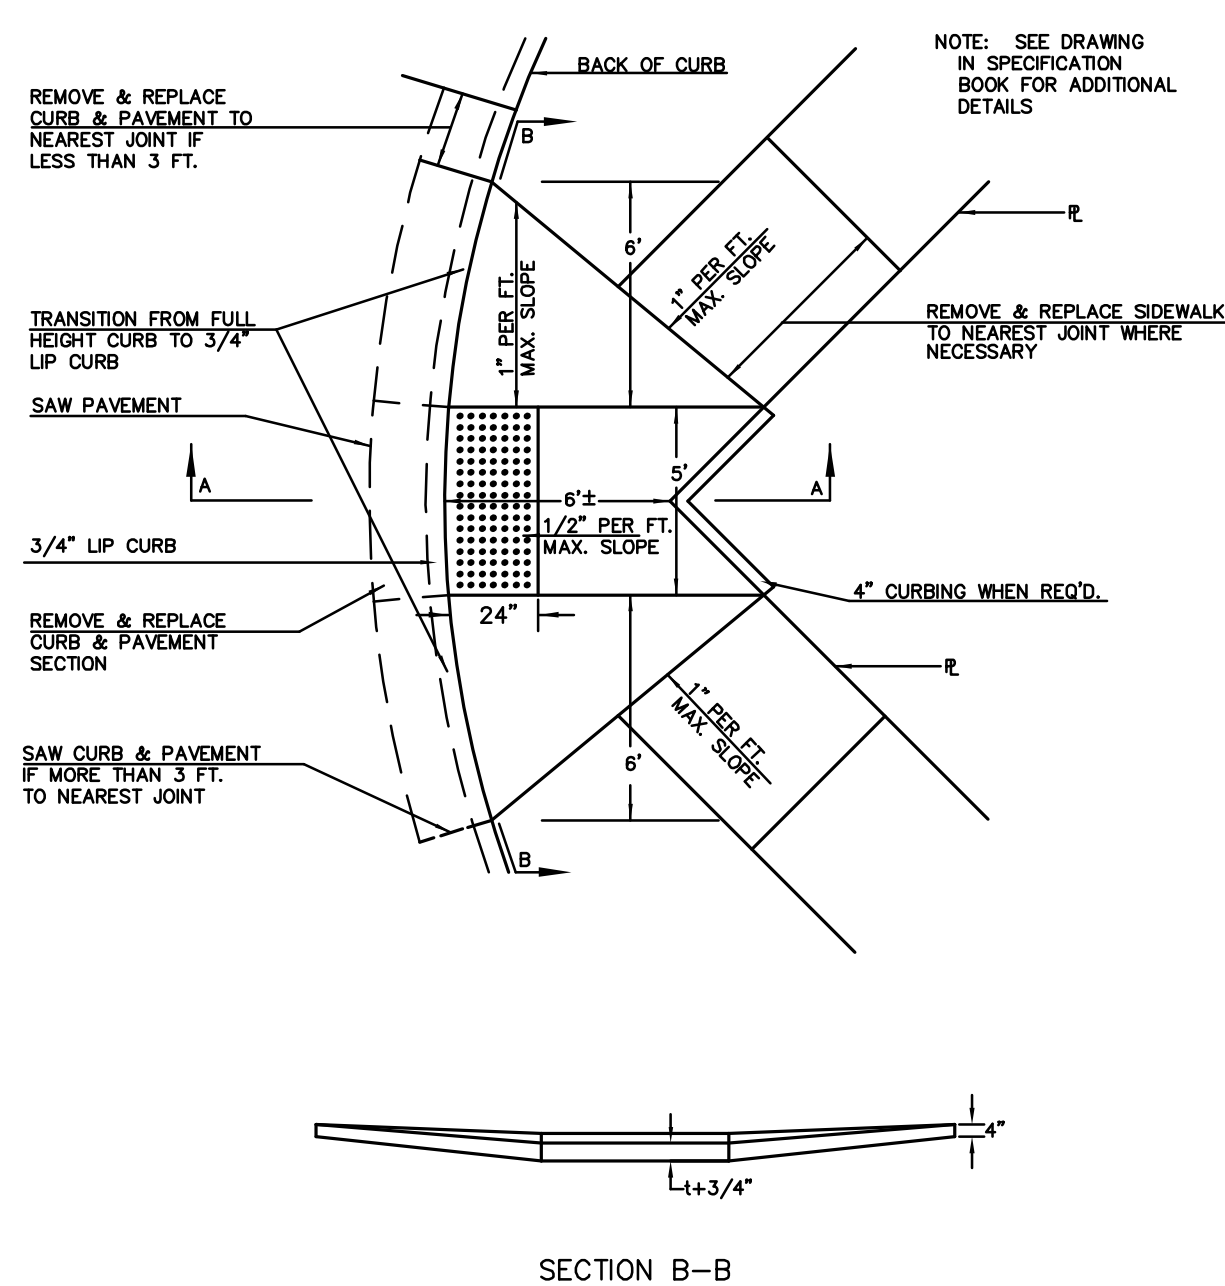 NOTE: SEE DRAWING
IN SPECIFICATION
BOOK FOR ADDITIONAL
DETAILS
BACK OF CURB
REMOVE & REPLACE
CURB & PAVEMENT TO
NEAREST JOINT IF
LESS THAN 3 FT.
B
℄
6'
1" PER FT.
MAX. SLOPE
1" PER FT.
MAX. SLOPE
TRANSITION FROM FULL
HEIGHT CURB TO 3/4"
LIP CURB
REMOVE & REPLACE SIDEWALK
TO NEAREST JOINT WHERE
NECESSARY
SAW PAVEMENT
A
5'
A
6'±
1/2" PER FT.
MAX. SLOPE
3/4" LIP CURB
4" CURBING WHEN REQ'D.
24"
REMOVE & REPLACE
CURB & PAVEMENT
SECTION
℄
1" PER FT.
MAX. SLOPE
6'
SAW CURB & PAVEMENT
IF MORE THAN 3 FT.
TO NEAREST JOINT
B
4"
t+3/4"
SECTION B-B